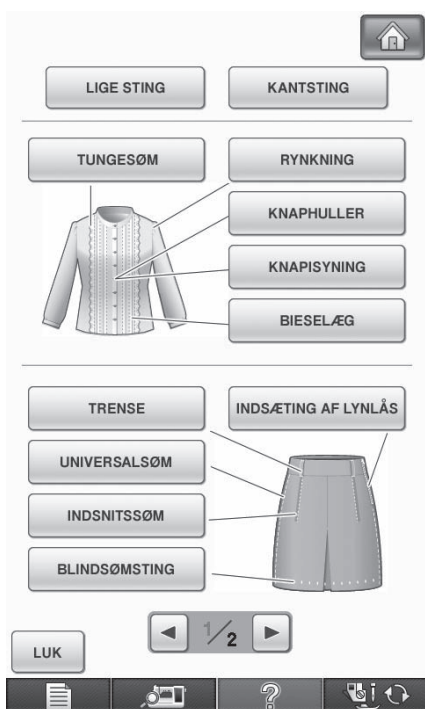 LIGE STING
KANTSTING
TUNGESØM
RYNKNING
KNAPHULLER
KNAPISYNING
BIESELÆG
TRENSE
INDSÆTING AF LYNLÅS
UNIVERSALSØM
INDSNITSSØM
BLINDSØMSTING
1/2
LUK
?